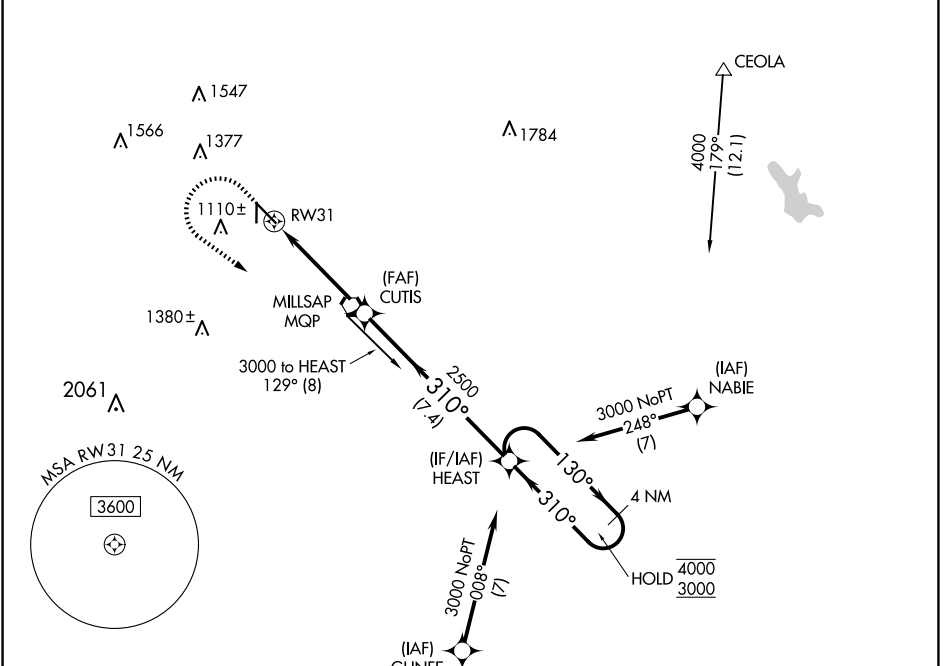 CEOLA
1547
1566
1377
1784
4000
179°
(12.1)
1110±
RW31
(FAF)
CUTIS
MILLSAP
MQP
1380±
3000 to HEAST
129° (8)
2500
310°
(7.4)
2061
(IAF)
NABIE
3000 NoPT
248°
(7)
MSA RW31 25 NM
3600
(IF/IAF)
HEAST
130°
310°
4 NM
HOLD 4000
3000
3000 NoPT
008°
(7)
(IAF)